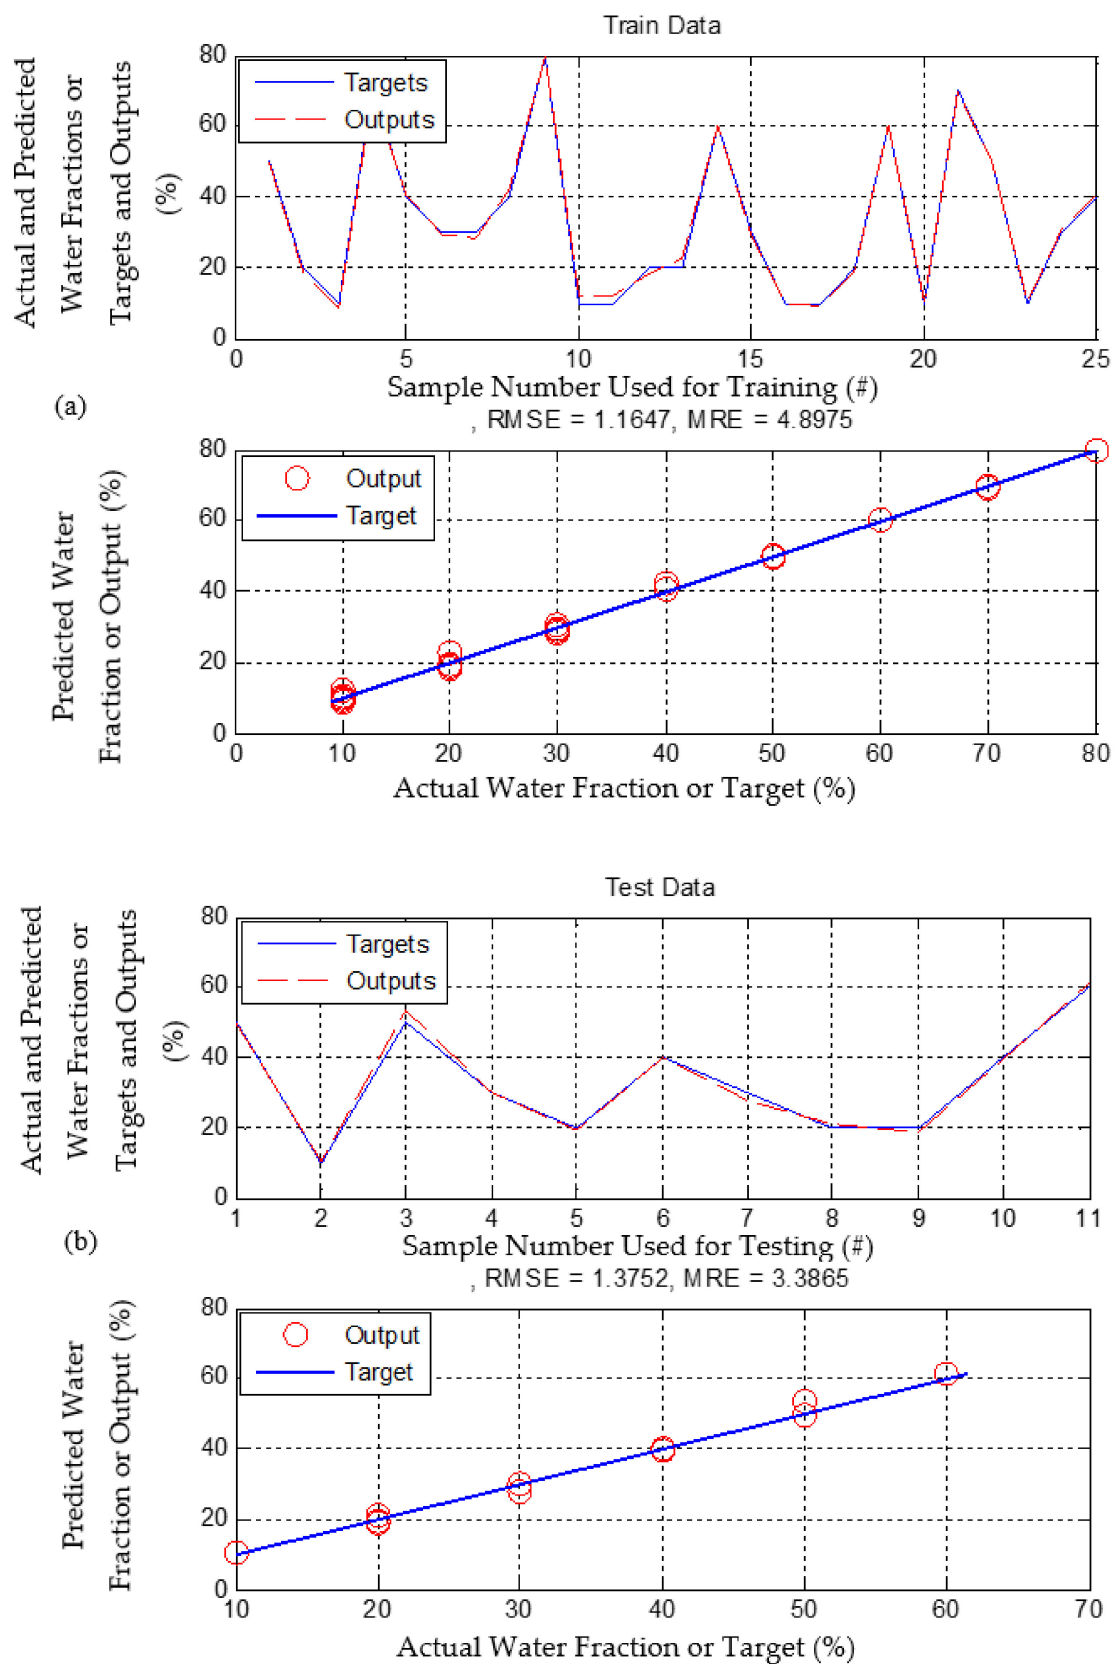 Train Data
Actual and Predicted
Water Fractions or
Targets and Outputs
(%)
80
60
40
20
0
Targets
Outputs
0 5 10 15 20 25
Sample Number Used for Training (#)
(a)
, RMSE = 1.1647, MRE = 4.8975
Predicted Water
Fraction or Output (%)
80
60
40
20
0
Output
Target
0 10 20 30 40 50 60 70 80
Actual Water Fraction or Target (%)
Test Data
Actual and Predicted
Water Fractions or
Targets and Outputs
(%)
80
60
40
20
0
Targets
Outputs
1 2 3 4 5 6 7 8 9 10 11
Sample Number Used for Testing (#)
(b)
, RMSE = 1.3752, MRE = 3.3865
Predicted Water
Fraction or Output (%)
80
60
40
20
0
Output
Target
10 20 30 40 50 60 70
Actual Water Fraction or Target (%)